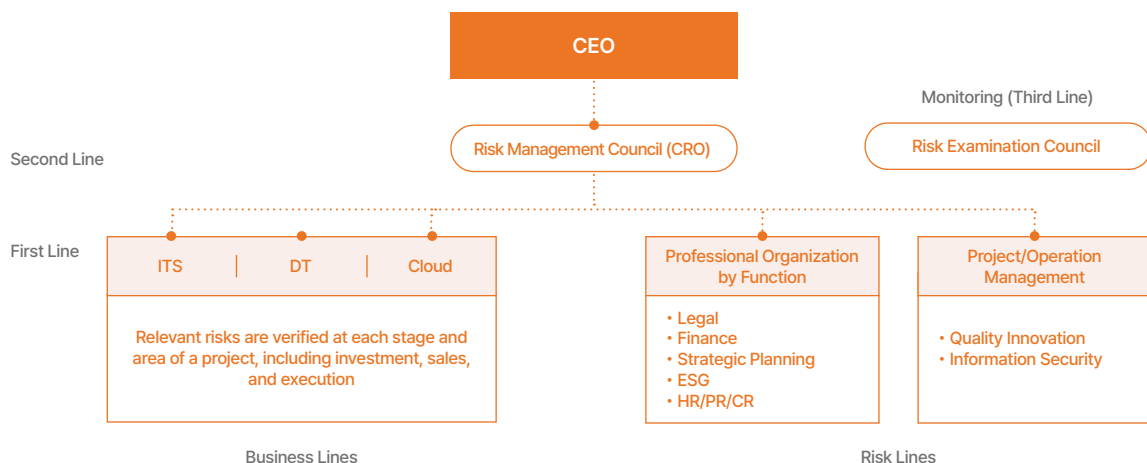 CEO
Monitoring (Third Line)
Second Line
Risk Management Council (CRO)
Risk Examination Council
First Line
ITS | DT | Cloud
Relevant risks are verified at each stage and
area of a project, including investment, sales,
and execution
Professional Organization
by Function
• Legal
• Finance
• Strategic Planning
• ESG
• HR/PR/CR
Project/Operation
Management
• Quality Innovation
• Information Security
Business Lines
Risk Lines